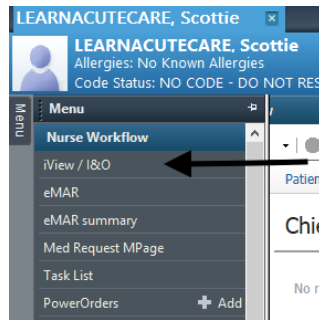 LEARNACUTECARE, Scottie
LEARNACUTECARE, Scottie
Allergies: No Known Allergies
Code Status: NO CODE - DO NOT RES
Menu
Menu
Nurse Workflow
iView / I&O
eMAR
Patien
eMAR summary
Chie
Med Request MPage
Task List
No r
PowerOrders + Add